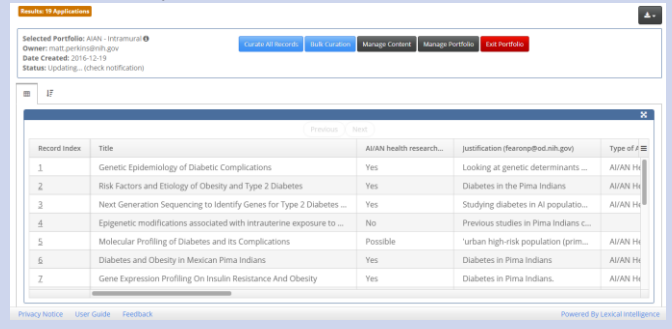 Results: 19 Applications
Selected Portfolio: AIAN - Intramural
Owner: matt.perkins@nih.gov
Date Created: 2016-12-19
Status: Updating... (check notification)
Curate All Records Bulk Curation Manage Content Manage Portfolio Exit Portfolio
Previous Next
Record Index Title AI/AN health research... Justification (fearonp@od.nih.gov) Type of A
1 Genetic Epidemiology of Diabetic Complications Yes Looking at genetic determinants ... AI/AN He
2 Risk Factors and Etiology of Obesity and Type 2 Diabetes Yes Diabetes in the Pima Indians AI/AN He
3 Next Generation Sequencing to Identify Genes for Type 2 Diabetes ... Yes Studying diabetes in AI populatio... AI/AN He
4 Epigenetic modifications associated with intrauterine exposure to ... No Previous studies in Pima Indians c...
5 Molecular Profiling of Diabetes and its Complications Possible 'urban high-risk population (prim... AI/AN He
6 Diabetes and Obesity in Mexican Pima Indians Yes Diabetes in Pima Indians AI/AN He
7 Gene Expression Profiling On Insulin Resistance And Obesity Yes Diabetes in Pima Indians. AI/AN He
Privacy Notice User Guide Feedback Powered By Lexical Intelligence